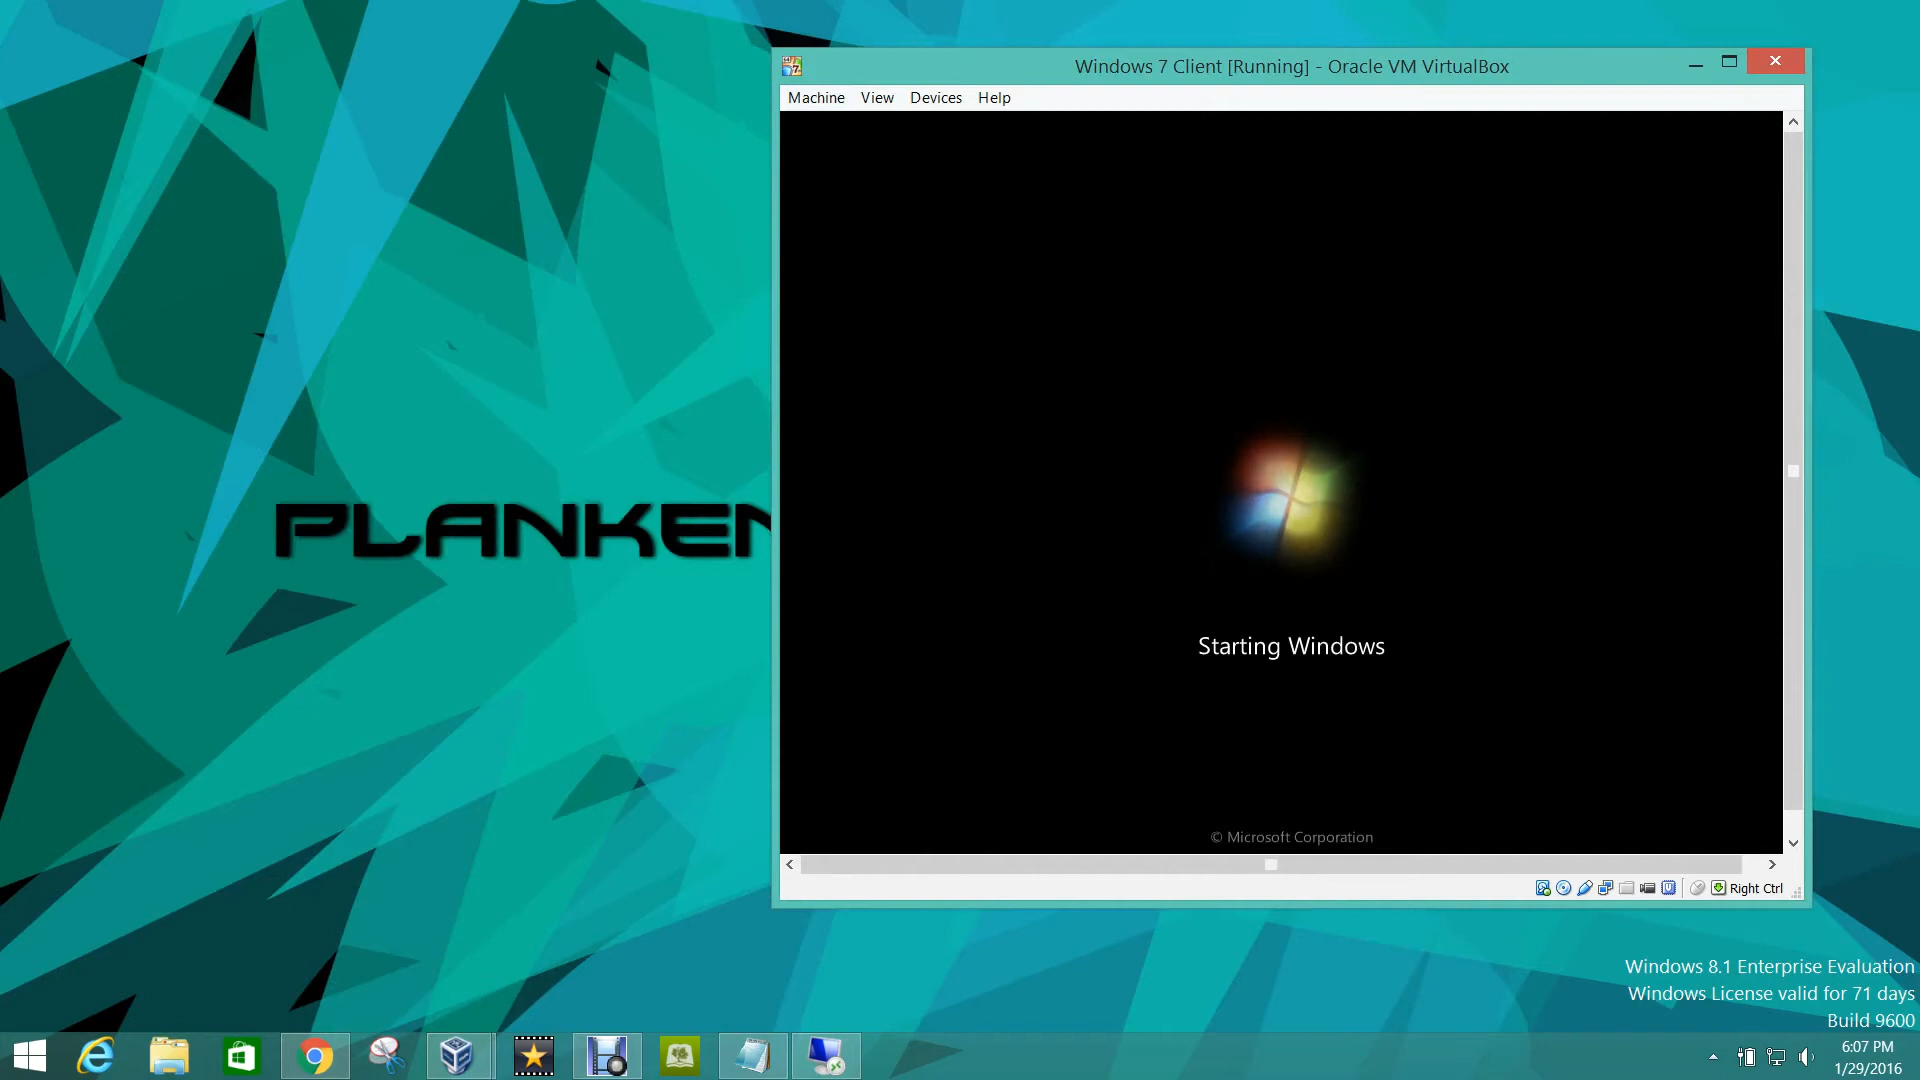 Windows 7 Client [Running] - Oracle VM VirtualBox
Machine View Devices Help
PLANKEN
Starting Windows
© Microsoft Corporation
Right Ctrl
Windows 8.1 Enterprise Evaluation
Windows License valid for 71 days
Build 9600
6:07 PM
1/29/2016